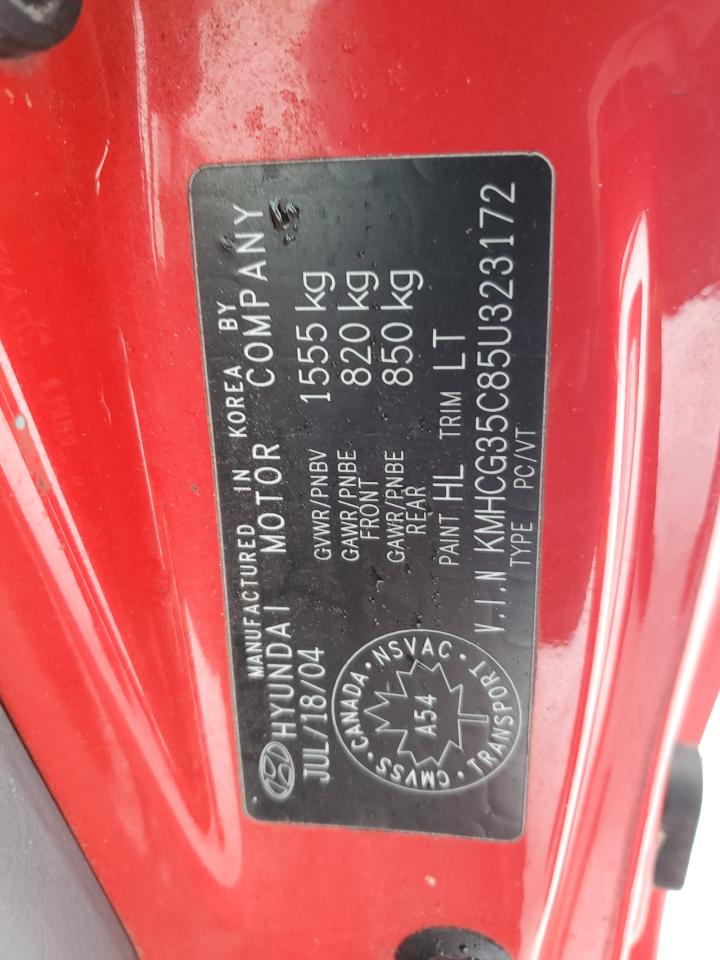 MANUFACTURED IN KOREA BY
HYUNDAI MOTOR COMPANY
JUL/18/04
GVWR/PNBV 1555 kg
GAWR/PNBE FRONT 820 kg
GAWR/PNBE REAR 850 kg
PAINT HL TRIM LT
V.I.N KMHCG35C85U323172
TYPE PC/VT
CMVSS · CANADA · NSVAC · TRANSPORT
A54